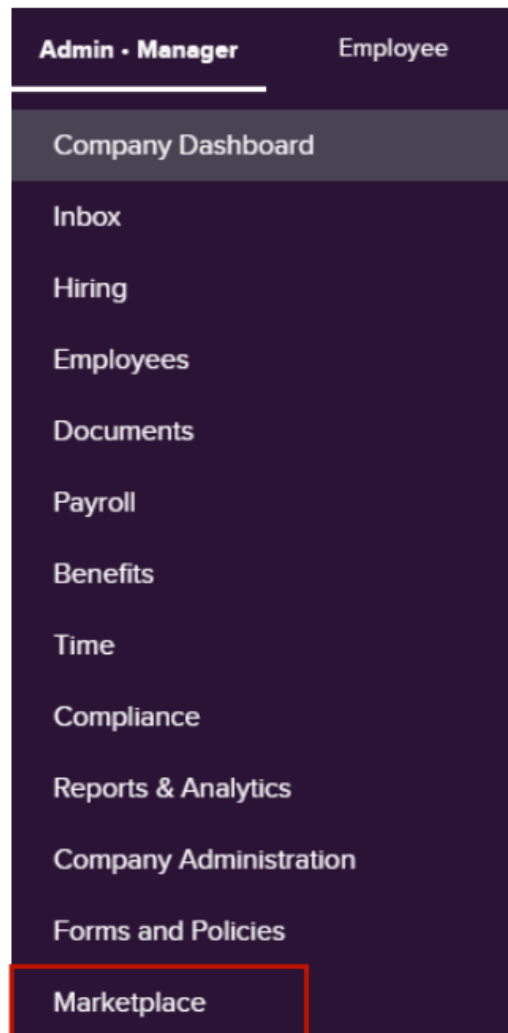 Admin • Manager Employee
Company Dashboard
Inbox
Hiring
Employees
Documents
Payroll
Benefits
Time
Compliance
Reports & Analytics
Company Administration
Forms and Policies
Marketplace